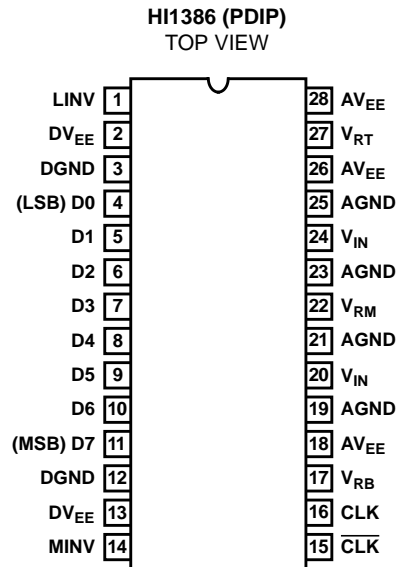 HI1386 (PDIP)
TOP VIEW
LINV 1 28 AVEE
DVEE 2 27 VRT
DGND 3 26 AVEE
(LSB) D0 4 25 AGND
D1 5 24 VIN
D2 6 23 AGND
D3 7 22 VRM
D4 8 21 AGND
D5 9 20 VIN
D6 10 19 AGND
(MSB) D7 11 18 AVEE
DGND 12 17 VRB
DVEE 13 16 CLK
MINV 14 15 C̅L̅K̅